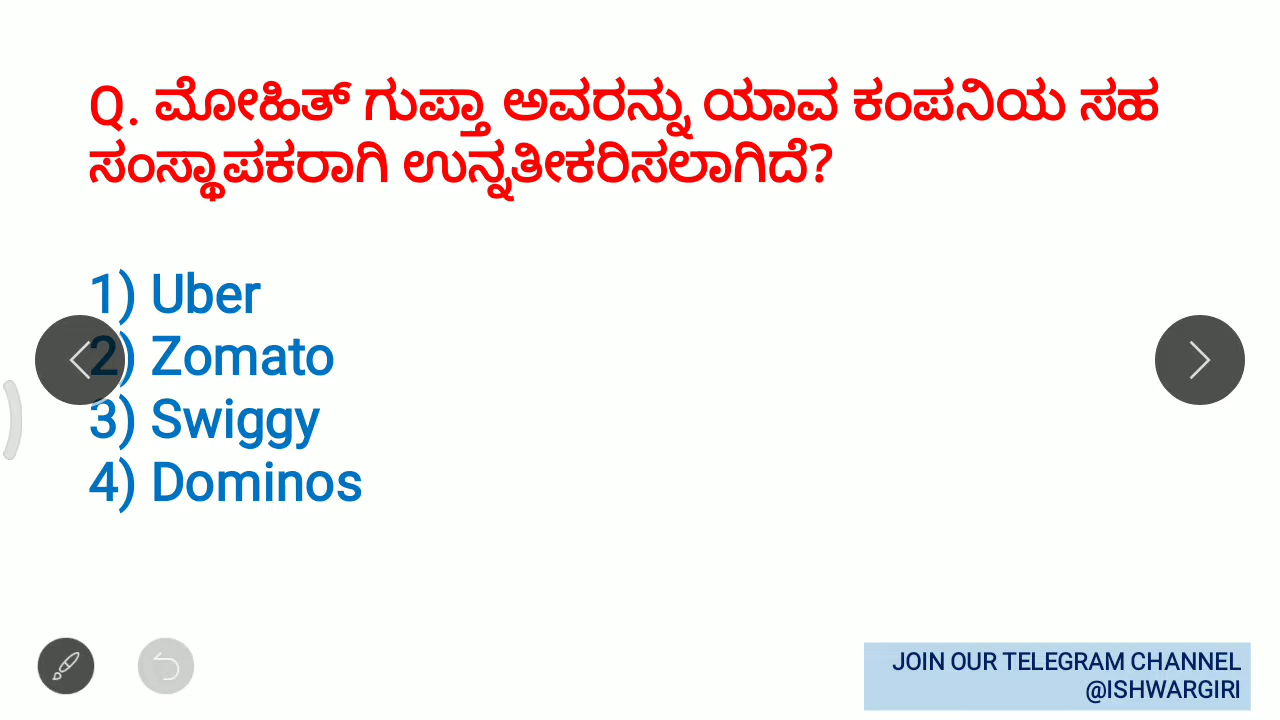 Q. ಮೋಹಿತ್ ಗುಪ್ತಾ ಅವರನ್ನು ಯಾವ ಕಂಪನಿಯ ಸಹ
ಸಂಸ್ಥಾಪಕರಾಗಿ ಉನ್ನತೀಕರಿಸಲಾಗಿದೆ?
1) Uber
2) Zomato
3) Swiggy
4) Dominos
JOIN OUR TELEGRAM CHANNEL
@ISHWARGIRI